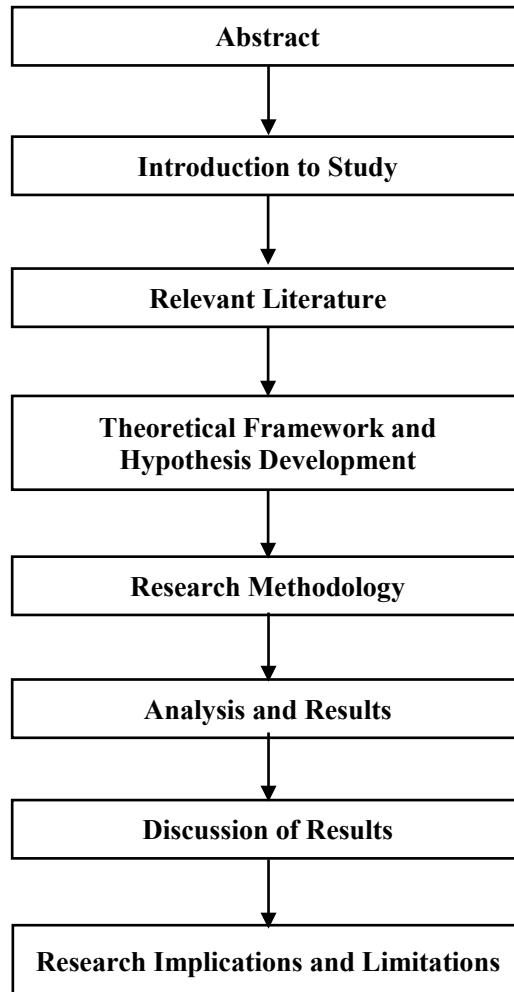 Abstract
Introduction to Study
Relevant Literature
Theoretical Framework and
Hypothesis Development
Research Methodology
Analysis and Results
Discussion of Results
Research Implications and Limitations